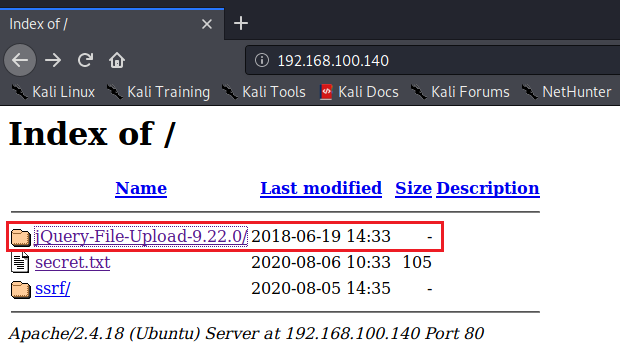 Index of /
192.168.100.140
Kali Linux Kali Training Kali Tools Kali Docs Kali Forums NetHunter
Index of /
Name Last modified Size Description
jQuery-File-Upload-9.22.0/ 2018-06-19 14:33 -
secret.txt 2020-08-06 10:33 105
ssrf/ 2020-08-05 14:35 -
Apache/2.4.18 (Ubuntu) Server at 192.168.100.140 Port 80